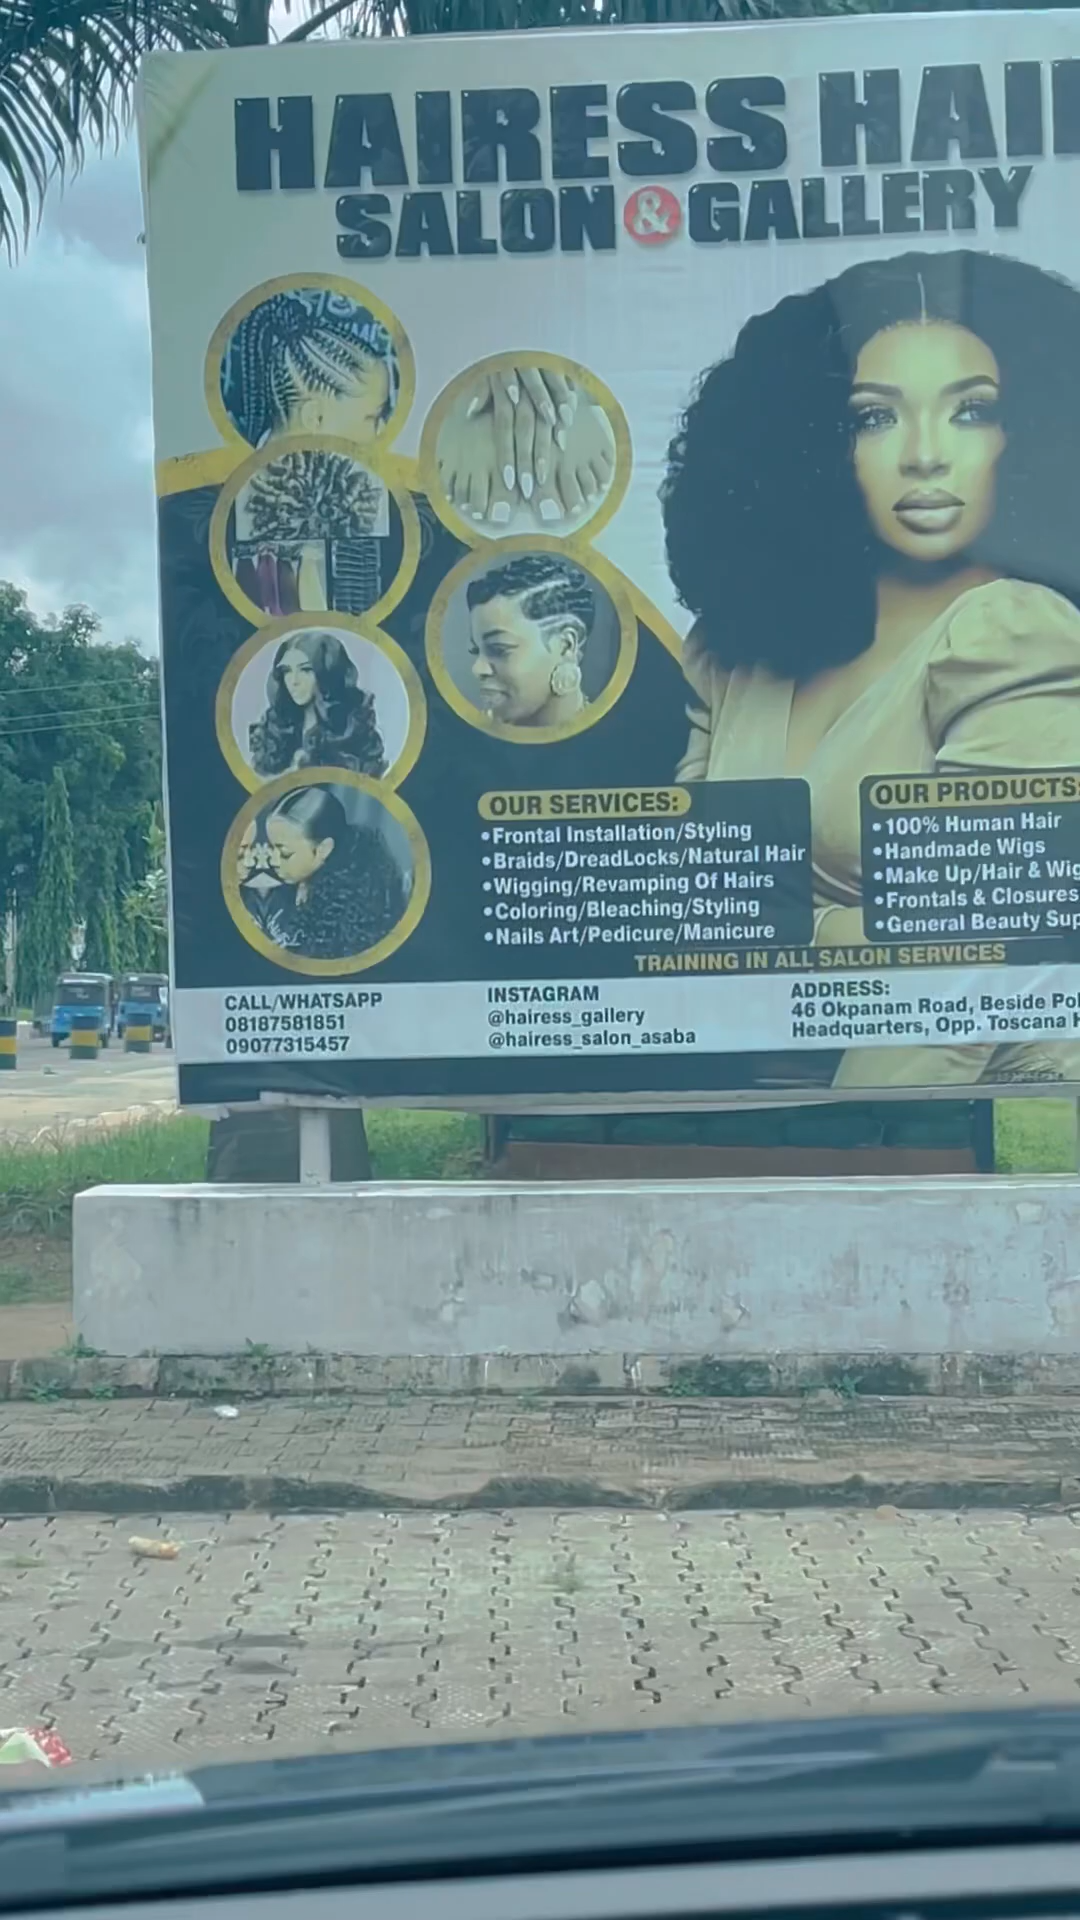 HAIRESS HAI
SALON & GALLERY
OUR SERVICES:
•Frontal Installation/Styling
•Braids/DreadLocks/Natural Hair
•Wigging/Revamping Of Hairs
•Coloring/Bleaching/Styling
•Nails Art/Pedicure/Manicure
OUR PRODUCTS:
•100% Human Hair
•Handmade Wigs
•Make Up/Hair & Wig
•Frontals & Closures
•General Beauty Sup
TRAINING IN ALL SALON SERVICES
CALL/WHATSAPP
08187581851
09077315457
INSTAGRAM
@hairess_gallery
@hairess_salon_asaba
ADDRESS:
46 Okpanam Road, Beside Pol
Headquarters, Opp. Toscana H